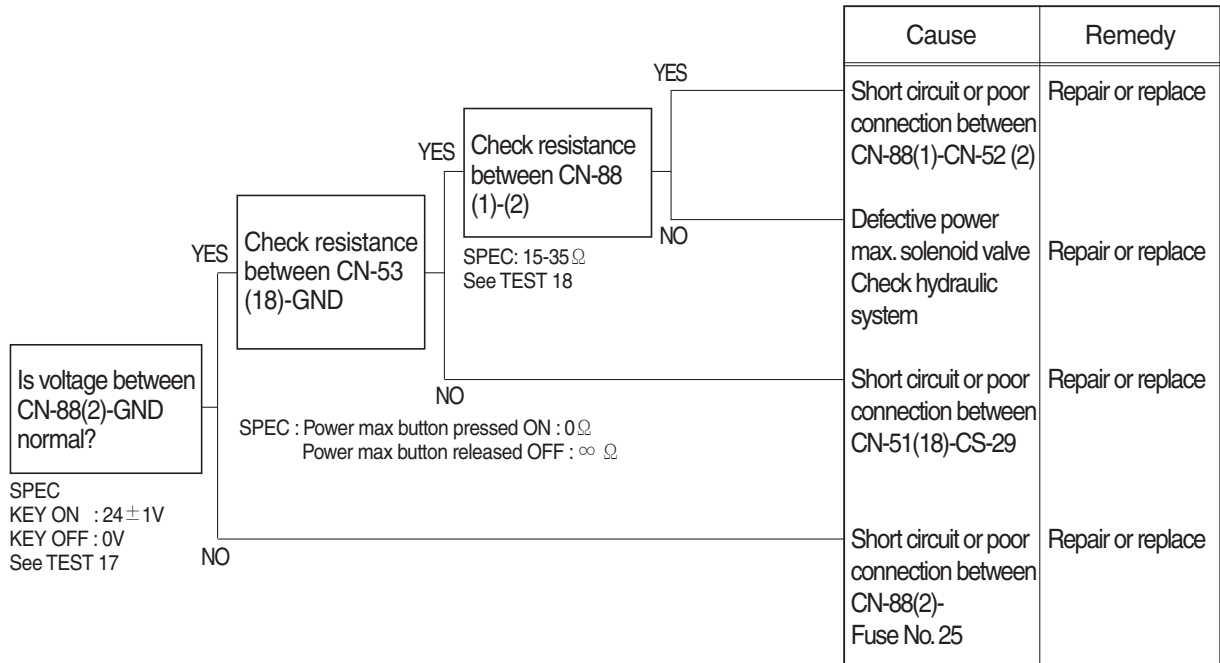 Cause
Remedy
YES
Short circuit or poor
connection between
CN-88(1)-CN-52 (2)
Repair or replace
YES
Check resistance
between CN-88
(1)-(2)
SPEC: 15-35Ω
See TEST 18
NO
Defective power
max. solenoid valve
Check hydraulic
system
Repair or replace
YES
Check resistance
between CN-53
(18)-GND
NO
SPEC : Power max button pressed ON : 0Ω
Power max button released OFF : ∞ Ω
Short circuit or poor
connection between
CN-51(18)-CS-29
Repair or replace
Is voltage between
CN-88(2)-GND
normal?
SPEC
KEY ON : 24±1V
KEY OFF : 0V
See TEST 17
NO
Short circuit or poor
connection between
CN-88(2)-
Fuse No. 25
Repair or replace